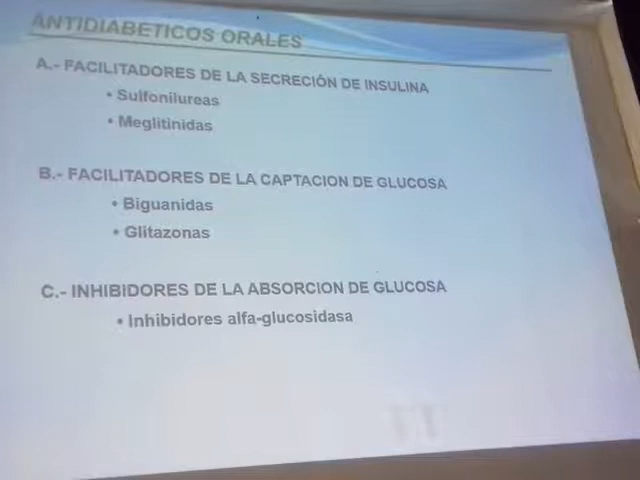 ANTIDIABETICOS ORALES
A.- FACILITADORES DE LA SECRECIÓN DE INSULINA
• Sulfonilureas
• Meglitinidas
B.- FACILITADORES DE LA CAPTACION DE GLUCOSA
• Biguanidas
• Glitazonas
C.- INHIBIDORES DE LA ABSORCION DE GLUCOSA
• Inhibidores alfa-glucosidasa